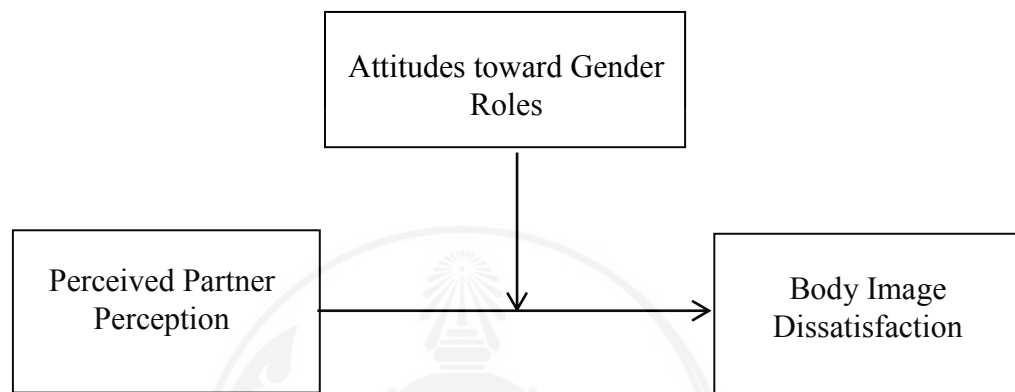 Attitudes toward Gender
Roles
Perceived Partner
Perception
Body Image
Dissatisfaction